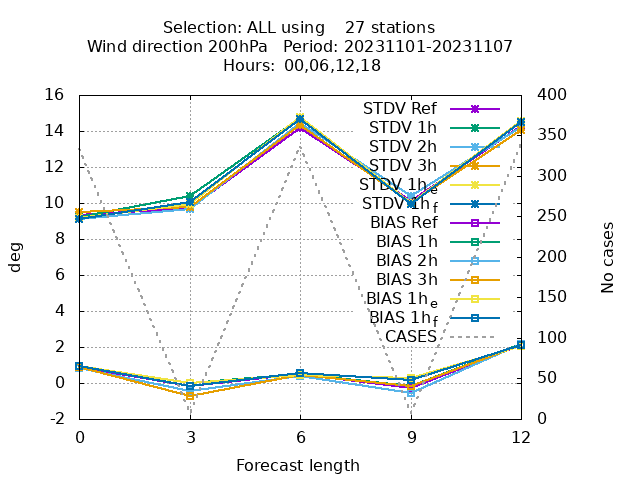 Selection: ALL using    27 stations
Wind direction 200hPa   Period: 20231101-20231107
Hours: 00,06,12,18
16
14
12
10
8
6
4
2
0
-2
deg
400
350
300
250
200
150
100
50
0
No cases
STDV Ref
STDV 1h
STDV 2h
STDV 3h
STDV 1he
STDV 1hf
BIAS Ref
BIAS 1h
BIAS 2h
BIAS 3h
BIAS 1he
BIAS 1hf
CASES
0 3 6 9 12
Forecast length